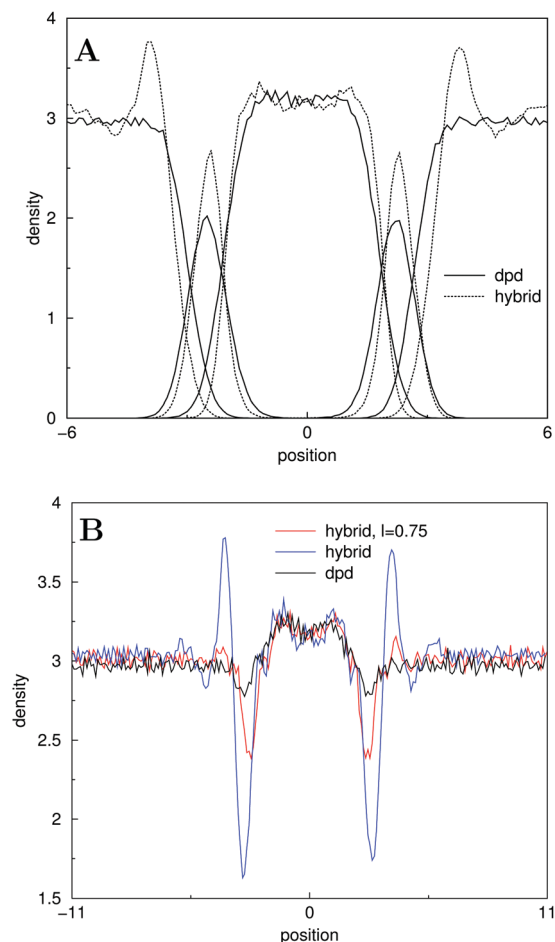 4
A
3
density
2
dpd
hybrid
1
0
−6
0
6
position
4
B
hybrid, l=0.75
hybrid
dpd
3.5
density
3
2.5
2
1.5
−11
0
11
position